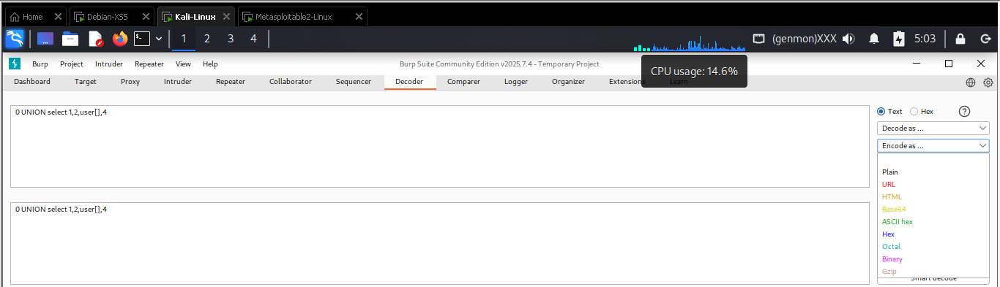 Home Debian-XSS Kali-Linux Metasploitable2-Linux
1 2 3 4 (genmon)XXX 5:03
CPU usage: 14.6%
Burp Project Intruder Repeater View Help Burp Suite Community Edition v2025.7.4 - Temporary Project
Dashboard Target Proxy Intruder Repeater Collaborator Sequencer Decoder Comparer Logger Organizer Extensions Learn
0 UNION select 1,2,user[],4
Text Hex
Decode as ...
Encode as ...
Plain
URL
HTML
Base64
ASCII hex
Hex
Octal
Binary
Gzip
Smart decode
0 UNION select 1,2,user[],4